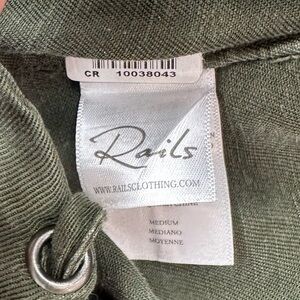 CR 10038043
Rails
WWW.RAILSCLOTHING.COM
MEDIUM
MEDIANO
MOYENNE